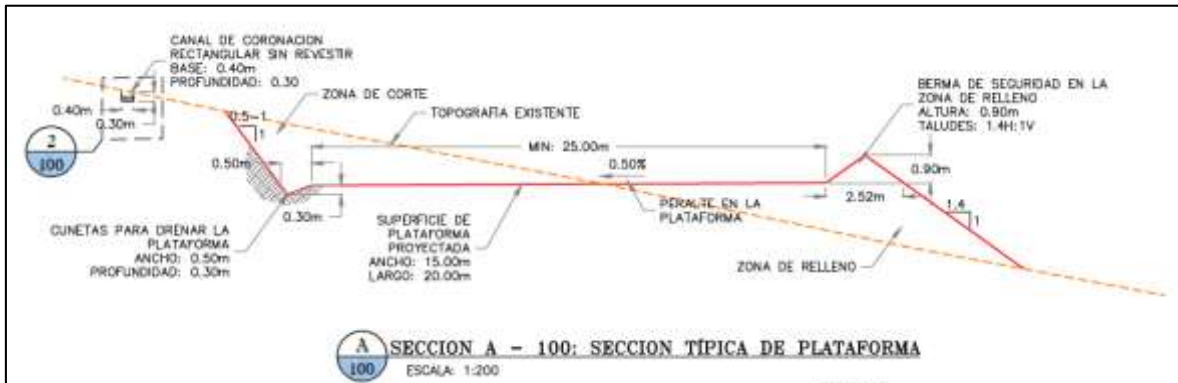 CANAL DE CORONACION
RECTANGULAR SIN REVESTIR
BASE: 0.40m
PROFUNDIDAD: 0.30
0.40m
0.30m
2
100
ZONA DE CORTE
TOPOGRAFIA EXISTENTE
0.5-1
1
0.50m
MIN: 25.00m
0.50%
BERMA DE SEGURIDAD EN LA
ZONA DE RELLENO
ALTURA: 0.90m
TALUDES: 1.4H:1V
0.90m
2.52m
1.4
1
0.30m
CUNETAS PARA DRENAR LA
PLATAFORMA
ANCHO: 0.50m
PROFUNDIDAD: 0.30m
SUPERFICIE DE
PLATAFORMA
PROYECTADA
ANCHO: 15.00m
LARGO: 20.00m
PERALTE EN LA
PLATAFORMA
ZONA DE RELLENO
A
100
SECCION A - 100: SECCION TÍPICA DE PLATAFORMA
ESCALA: 1:200